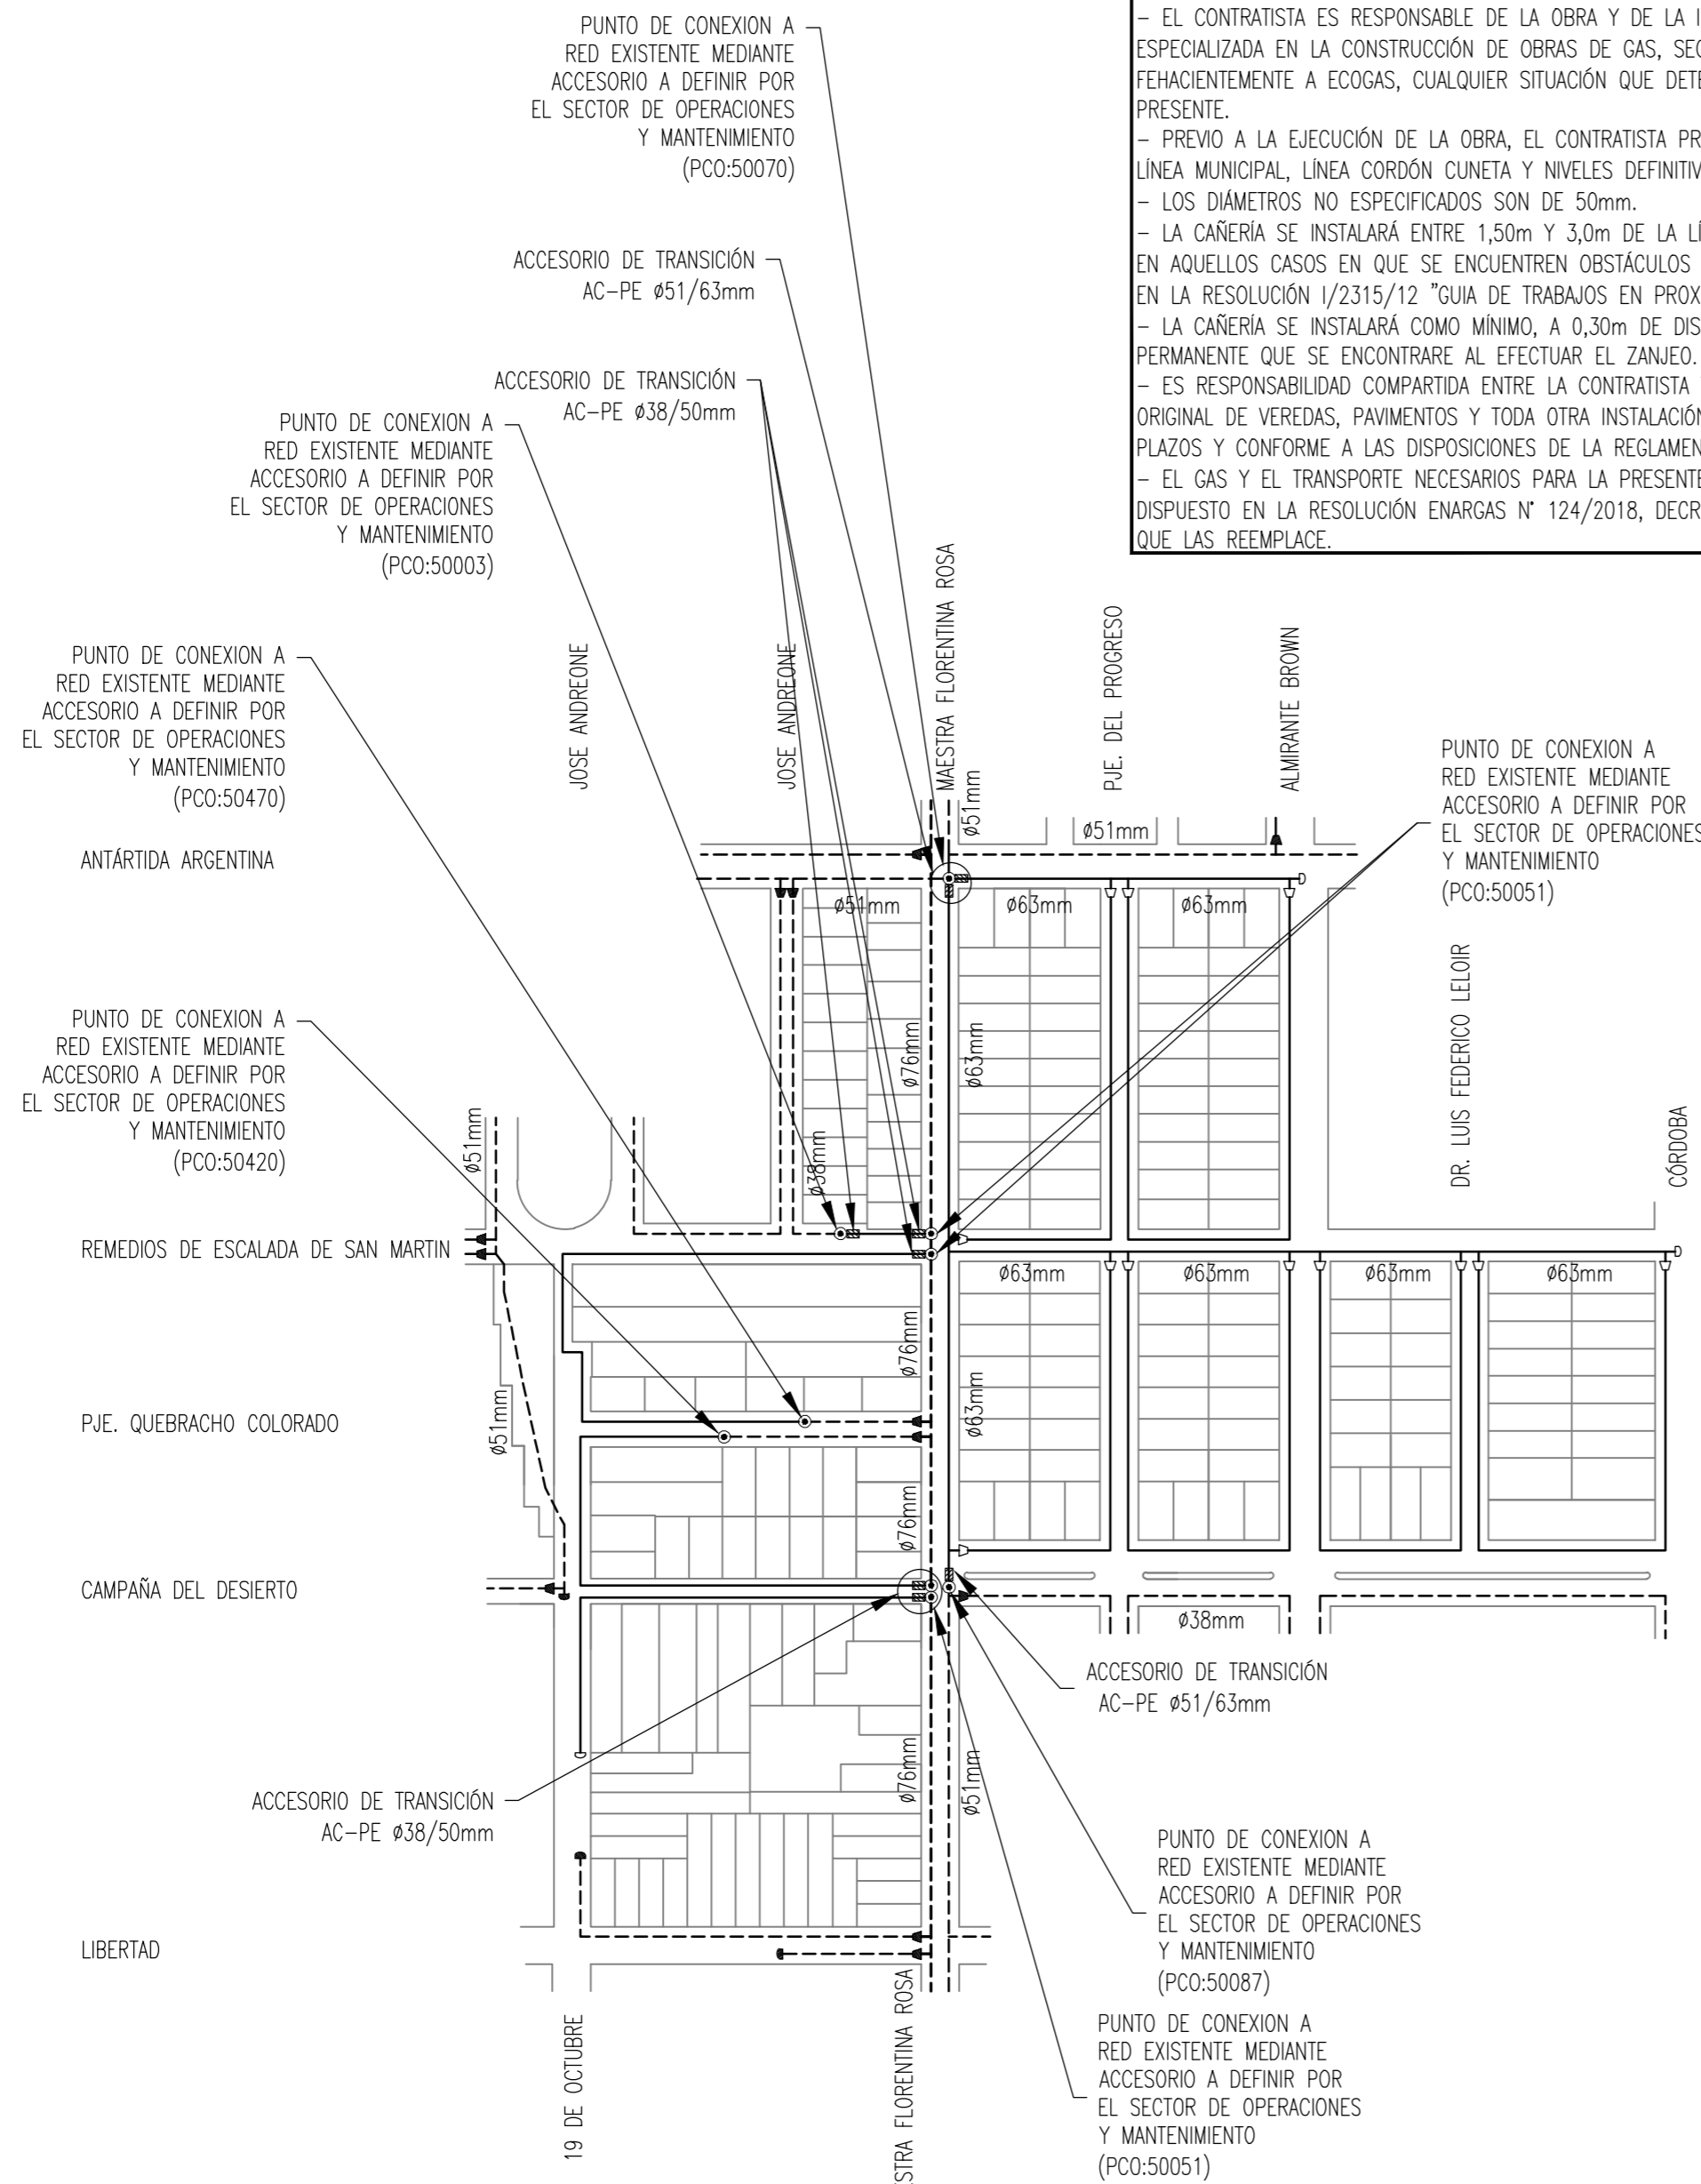 – EL CONTRATISTA ES RESPONSABLE DE LA OBRA Y DE LA
ESPECIALIZADA EN LA CONSTRUCCIÓN DE OBRAS DE GAS,
FEHACIENTEMENTE A ECOGAS, CUALQUIER SITUACIÓN QUE
PRESENTE.
– PREVIO A LA EJECUCIÓN DE LA OBRA, EL CONTRATISTA
LÍNEA MUNICIPAL, LÍNEA CORDÓN CUNETA Y NIVELES
– LOS DIÁMETROS NO ESPECIFICADOS SON DE 50mm.
– LA CAÑERÍA SE INSTALARÁ ENTRE 1,50m Y 3,0m DE LA
EN AQUELLOS CASOS EN QUE SE ENCUENTREN OBSTÁCULOS
EN LA RESOLUCIÓN I/2315/12 "GUIA DE TRABAJOS EN
– LA CAÑERÍA SE INSTALARÁ COMO MÍNIMO, A 0,30m DE
PERMANENTE QUE SE ENCONTRARE AL EFECTUAR EL ZANJEO.
– ES RESPONSABILIDAD COMPARTIDA ENTRE LA CONTRATISTA
ORIGINAL DE VEREDAS, PAVIMENTOS Y TODA OTRA INSTALACIÓN
PLAZOS Y CONFORME A LAS DISPOSICIONES DE LA
– EL GAS Y EL TRANSPORTE NECESARIOS PARA LA PRESENTE
DISPUESTO EN LA RESOLUCIÓN ENARGAS N° 124/2018,
QUE LAS REEMPLACE.
PUNTO DE CONEXION A
RED EXISTENTE MEDIANTE
ACCESORIO A DEFINIR POR
EL SECTOR DE OPERACIONES
Y MANTENIMIENTO
(PCO:50070)
ACCESORIO DE TRANSICIÓN
AC-PE ø51/63mm
ACCESORIO DE TRANSICIÓN
AC-PE ø38/50mm
PUNTO DE CONEXION A
RED EXISTENTE MEDIANTE
ACCESORIO A DEFINIR POR
EL SECTOR DE OPERACIONES
Y MANTENIMIENTO
(PCO:50003)
PUNTO DE CONEXION A
RED EXISTENTE MEDIANTE
ACCESORIO A DEFINIR POR
EL SECTOR DE OPERACIONES
Y MANTENIMIENTO
(PCO:50470)
JOSE ANDREONE
JOSE ANDREONE
MAESTRA FLORENTINA ROSA
PJE. DEL PROGRESO
ALMIRANTE BROWN
PUNTO DE CONEXION A
RED EXISTENTE MEDIANTE
ACCESORIO A DEFINIR POR
EL SECTOR DE OPERACIONES
Y MANTENIMIENTO
(PCO:50051)
ANTÁRTIDA ARGENTINA
ø51mm
ø51mm
ø51mm
ø63mm
ø63mm
DR. LUIS FEDERICO LELOIR
CÓRDOBA
PUNTO DE CONEXION A
RED EXISTENTE MEDIANTE
ACCESORIO A DEFINIR POR
EL SECTOR DE OPERACIONES
Y MANTENIMIENTO
(PCO:50420)
ø76mm
ø63mm
ø51mm
ø38mm
REMEDIOS DE ESCALADA DE SAN MARTIN
ø63mm
ø63mm
ø63mm
ø63mm
ø76mm
ø63mm
ø51mm
PJE. QUEBRACHO COLORADO
ø76mm
CAMPAÑA DEL DESIERTO
ø38mm
ACCESORIO DE TRANSICIÓN
AC-PE ø51/63mm
ø76mm
ø51mm
ACCESORIO DE TRANSICIÓN
AC-PE ø38/50mm
PUNTO DE CONEXION A
RED EXISTENTE MEDIANTE
ACCESORIO A DEFINIR POR
EL SECTOR DE OPERACIONES
Y MANTENIMIENTO
(PCO:50087)
LIBERTAD
19 DE OCTUBRE
FLORENTINA ROSA
PUNTO DE CONEXION A
RED EXISTENTE MEDIANTE
ACCESORIO A DEFINIR POR
EL SECTOR DE OPERACIONES
Y MANTENIMIENTO
(PCO:50051)